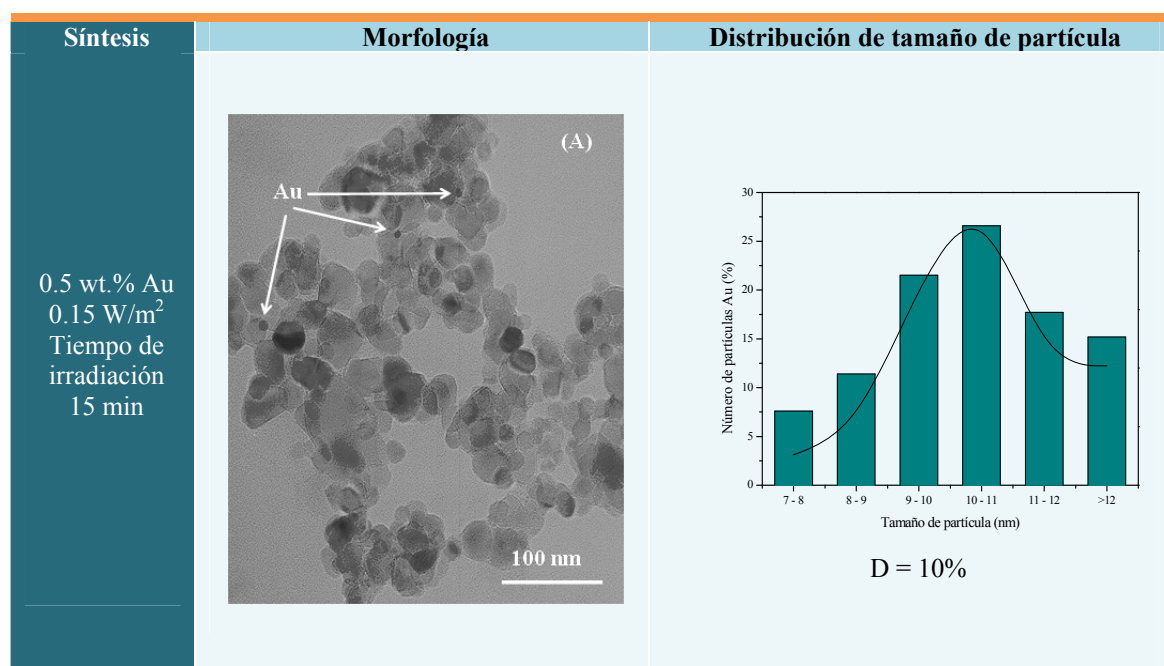 Síntesis
Morfología
Distribución de tamaño de partícula
0.5 wt.% Au
0.15 W/m²
Tiempo de
irradiación
15 min
(A)
Au
100 nm
Número de partículas Au (%)
30
25
20
15
10
5
0
7 - 8
8 - 9
9 - 10
10 - 11
11 - 12
>12
Tamaño de partícula (nm)
D = 10%